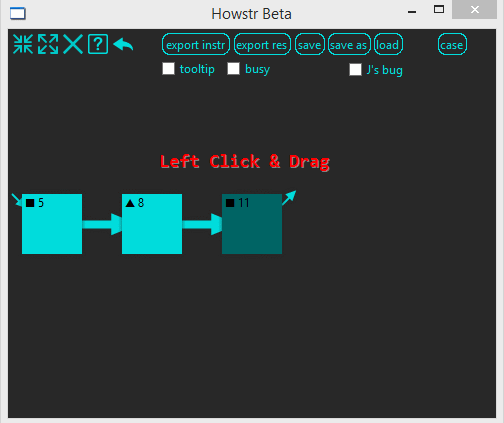 Howstr Beta
export instr export res save save as load case
tooltip busy J's bug
Left Click & Drag
5 8 11